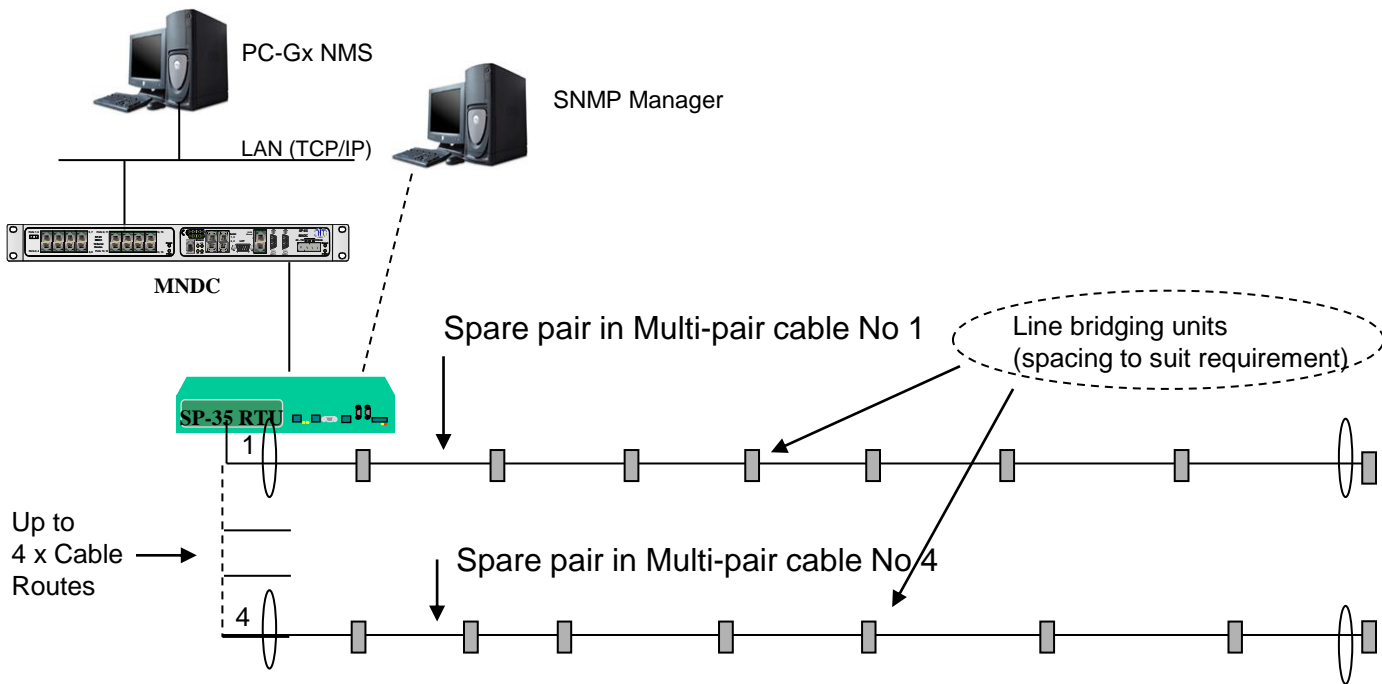 PC-Gx NMS
SNMP Manager
LAN (TCP/IP)
MNDC
Spare pair in Multi-pair cable No 1
Line bridging units
(spacing to suit requirement)
SP-35 RTU
1
Up to
4 x Cable
Routes
Spare pair in Multi-pair cable No 4
4